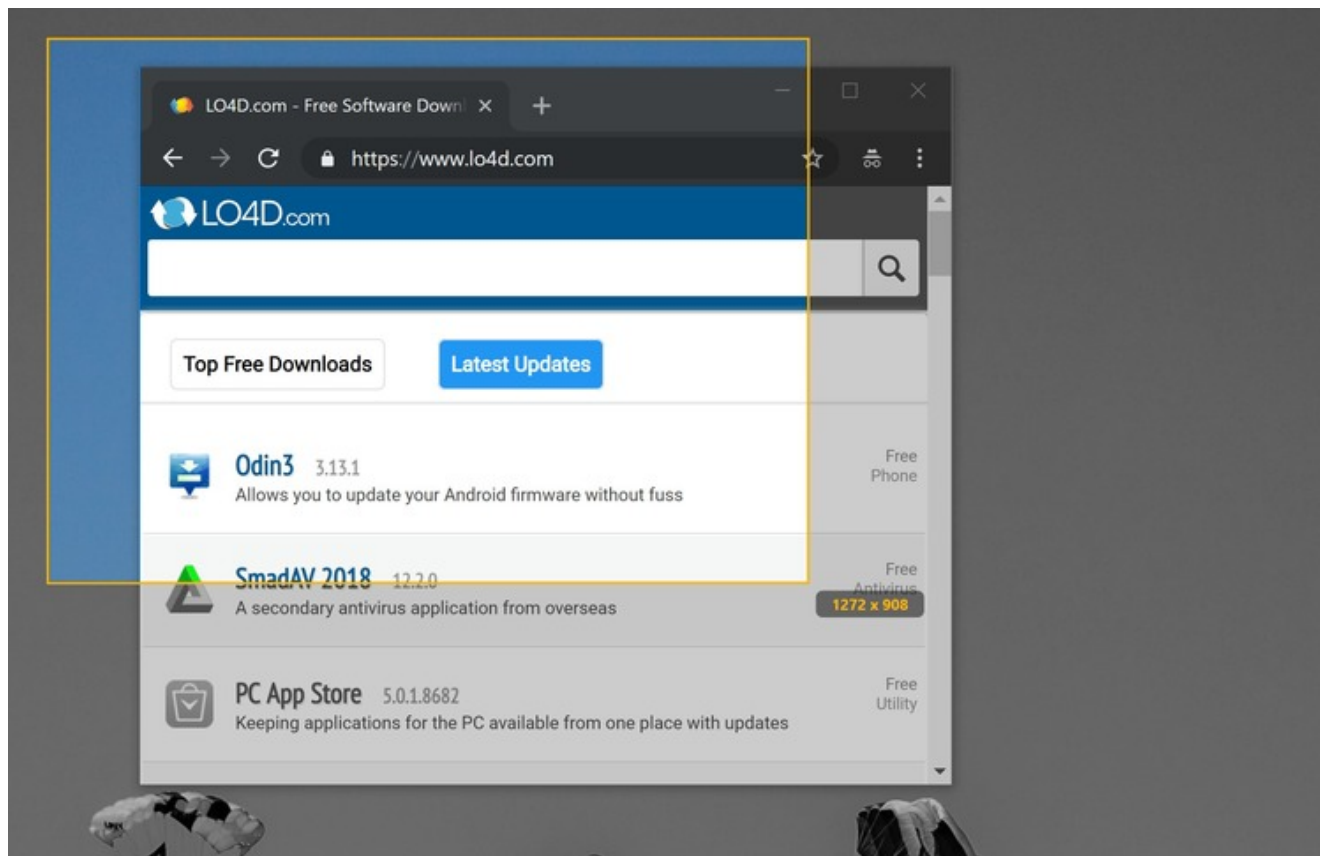 LO4D.com - Free Software Down
https://www.lo4d.com
LO4D.com
Top Free Downloads
Latest Updates
Odin3 3.13.1
Allows you to update your Android firmware without fuss
Free
Phone
SmadAV 2018 12.2.0
A secondary antivirus application from overseas
Free
Antivirus
1272 x 908
PC App Store 5.0.1.8682
Keeping applications for the PC available from one place with updates
Free
Utility